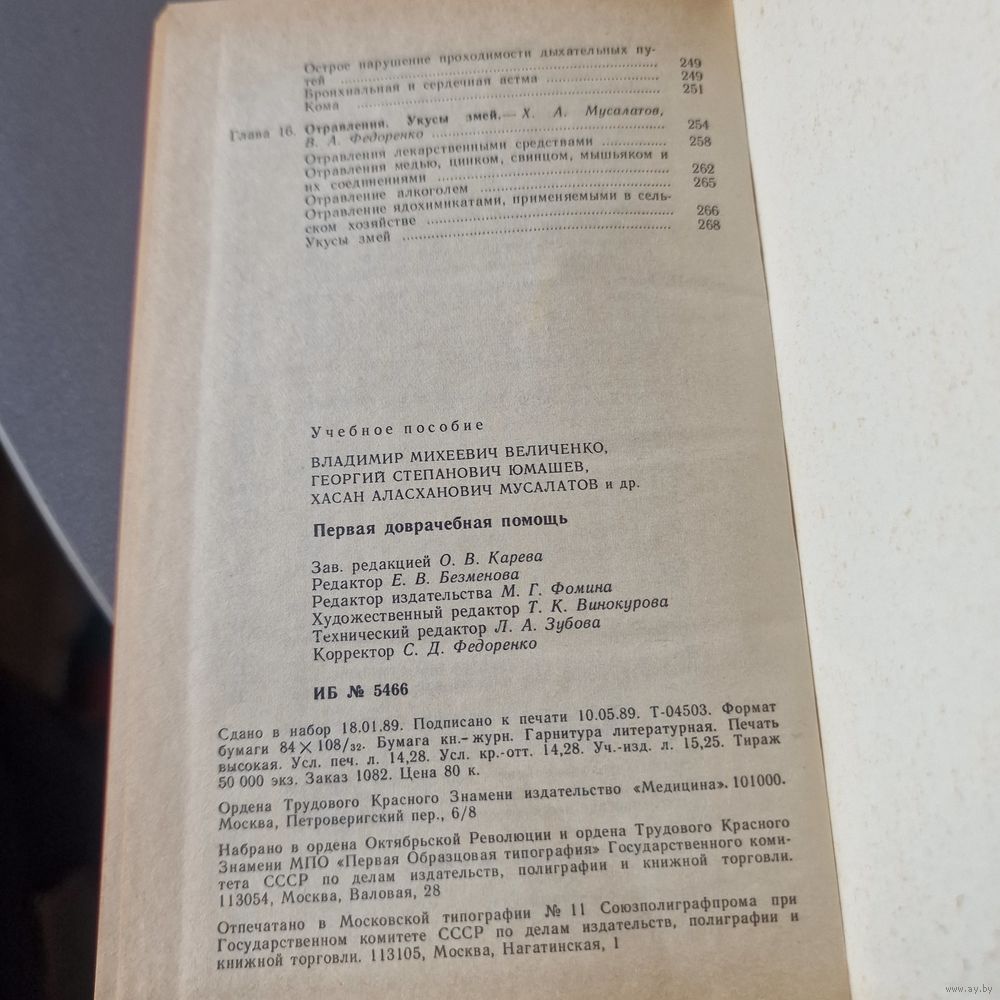 Острое нарушение проходимости дыхательных пу-
тей ........ 249
Бронхиальная и сердечная астма ........ 249
Кома ........ 251
Глава 16. Отравления. Укусы змей.— Х. А. Мусалатов,
В. А. Федоренко ........ 254
Отравления лекарственными средствами ........ 258
Отравления медью, цинком, свинцом, мышьяком и
их соединениями ........ 262
Отравление алкоголем ........ 265
Отравление ядохимикатами, применяемыми в сель-
ском хозяйстве ........ 266
Укусы змей ........ 268
Учебное пособие
ВЛАДИМИР МИХЕЕВИЧ ВЕЛИЧЕНКО,
ГЕОРГИЙ СТЕПАНОВИЧ ЮМАШЕВ,
ХАСАН АЛАСХАНОВИЧ МУСАЛАТОВ и др.
Первая доврачебная помощь
Зав. редакцией О. В. Карева
Редактор Е. В. Безменова
Редактор издательства М. Г. Фомина
Художественный редактор Т. К. Винокурова
Технический редактор Л. А. Зубова
Корректор С. Д. Федоренко
ИБ № 5466
Сдано в набор 18.01.89. Подписано к печати 10.05.89. Т-04503. Формат
бумаги 84×108/32. Бумага кн.-журн. Гарнитура литературная. Печать
высокая. Усл. печ. л. 14,28. Усл. кр.-отт. 14,28. Уч.-изд. л. 15,25. Тираж
50 000 экз. Заказ 1082. Цена 80 к.
Ордена Трудового Красного Знамени издательство «Медицина». 101000.
Москва, Петроверигский пер., 6/8
Набрано в ордена Октябрьской Революции и ордена Трудового Красного
Знамени МПО «Первая Образцовая типография» Государственного коми-
тета СССР по делам издательств, полиграфии и книжной торговли.
113054, Москва, Валовая, 28
Отпечатано в Московской типографии № 11 Союзполиграфпрома при
Государственном комитете СССР по делам издательств, полиграфии и
книжной торговли. 113105, Москва, Нагатинская, 1
www.ay.by